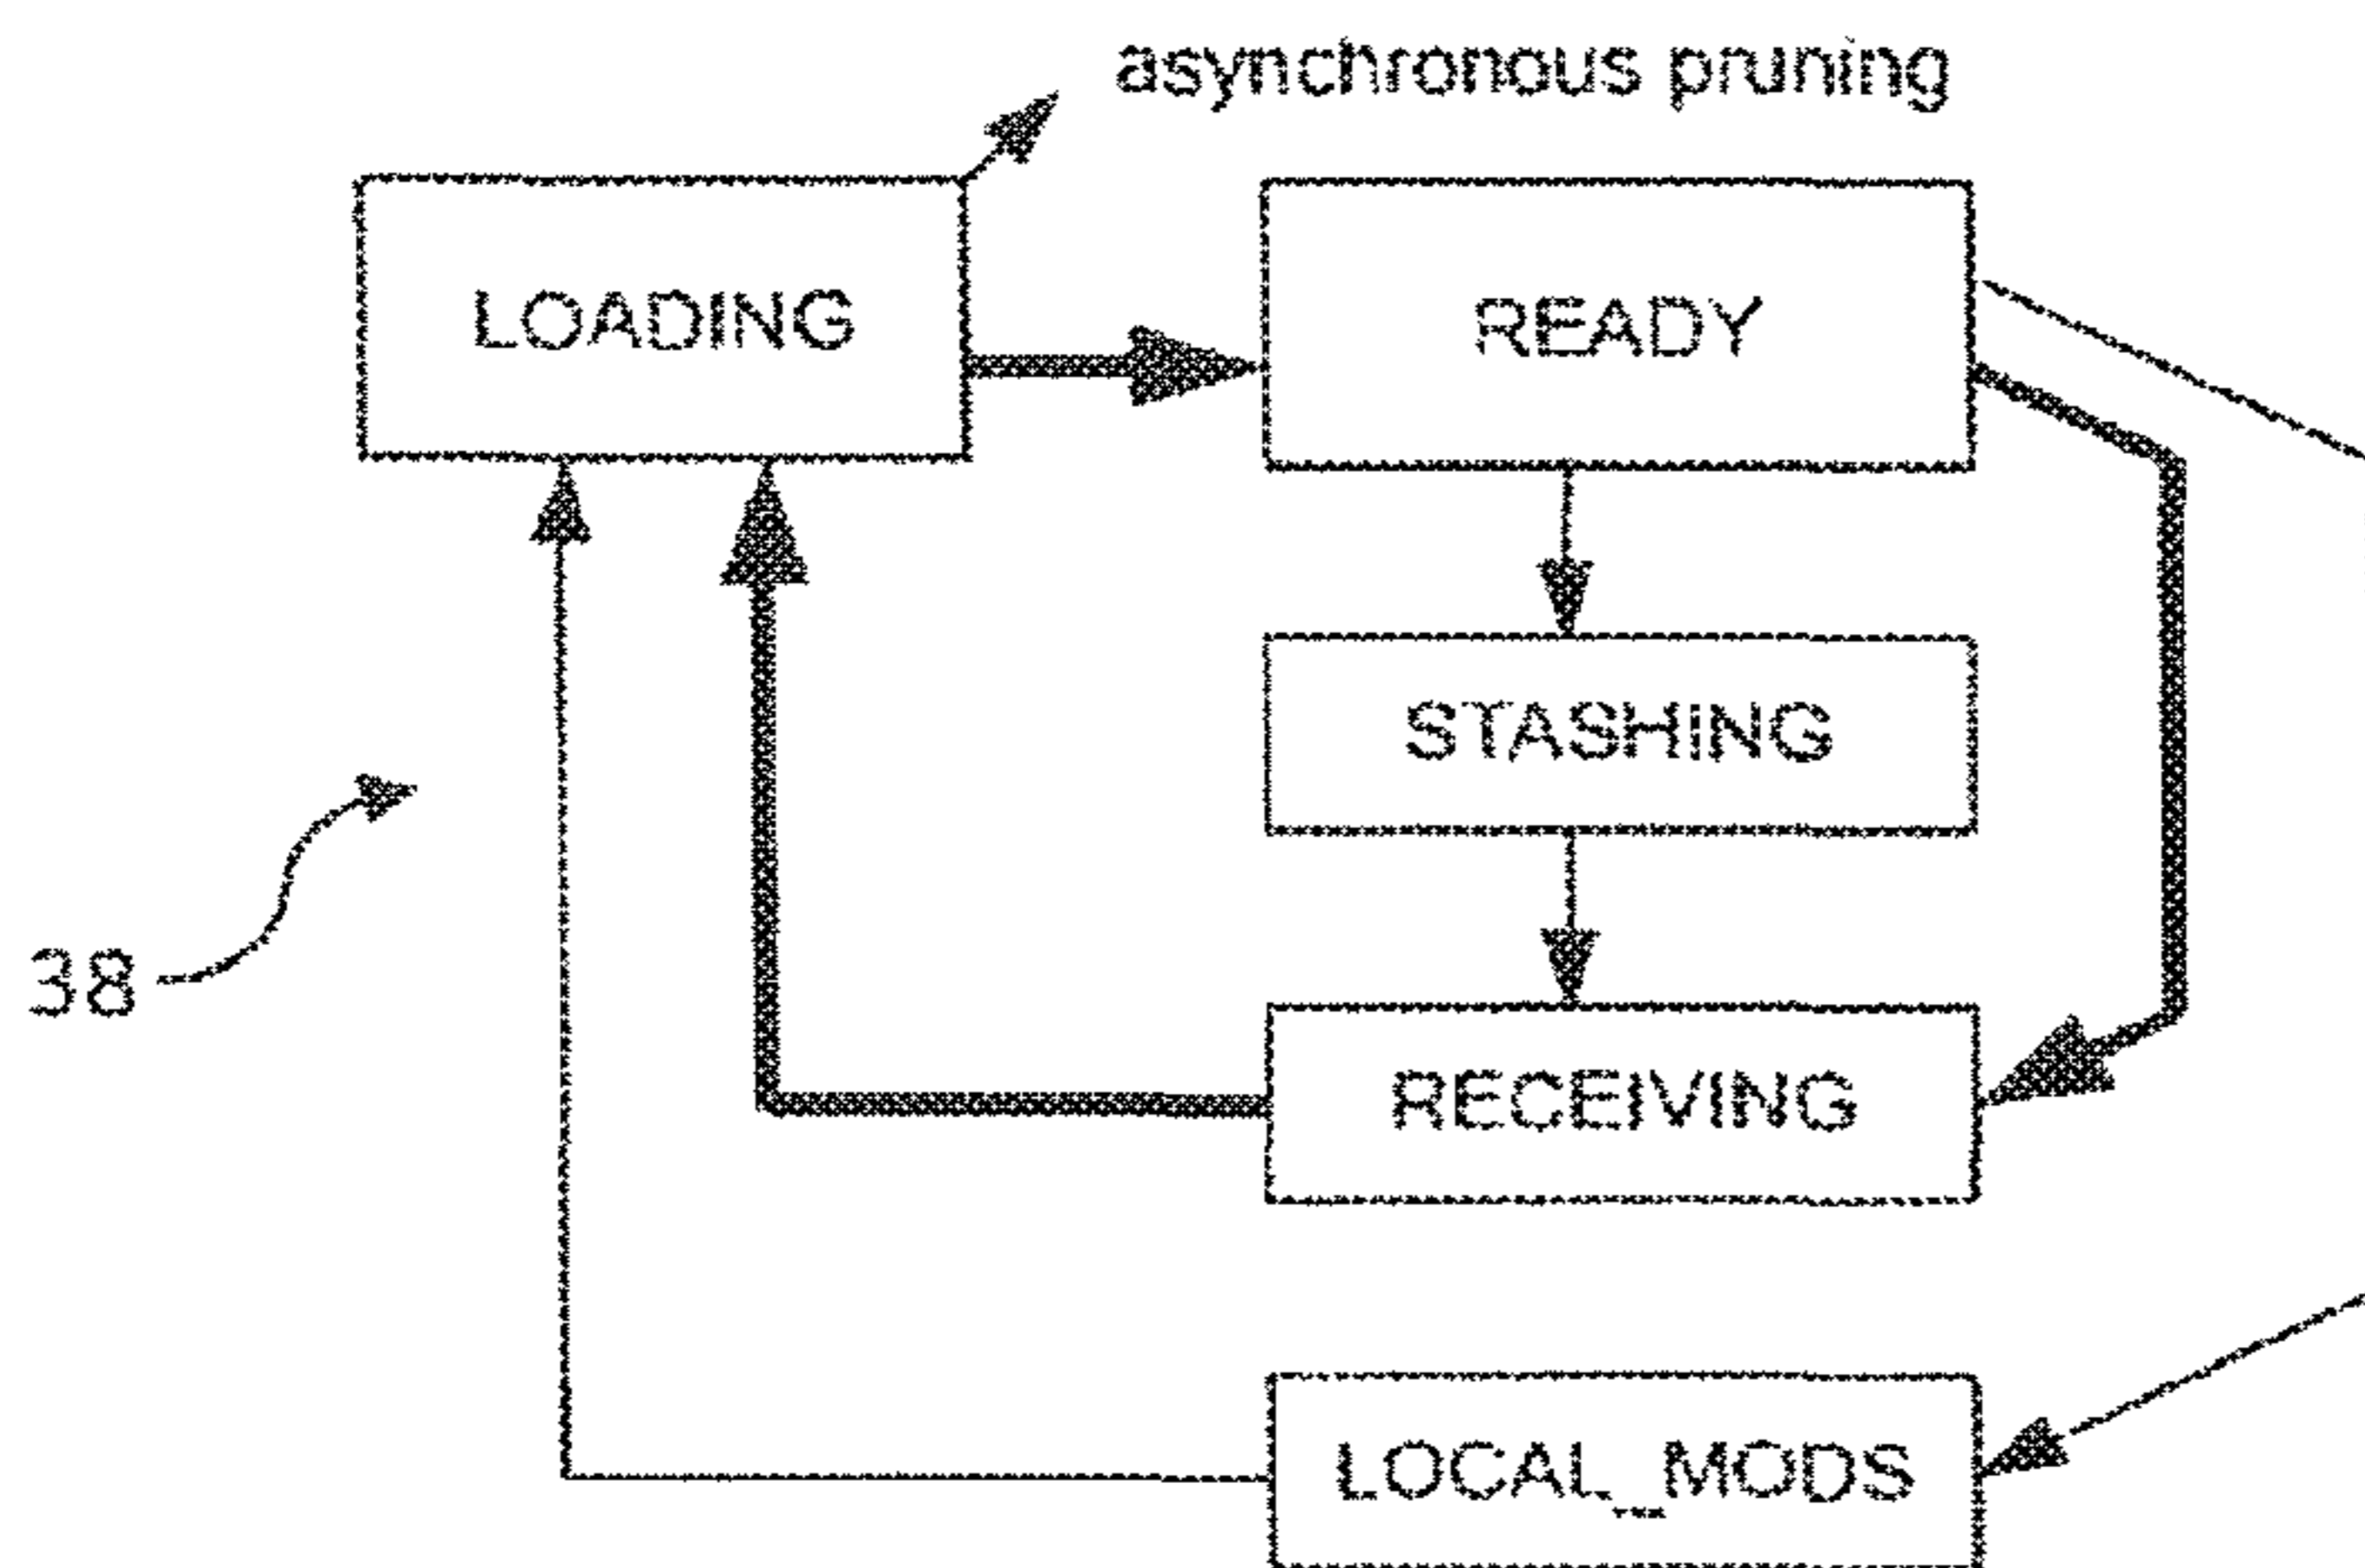 asynchronous pruning
LOADING
READY
STASHING
38
RECEIVING
LOCAL_MODS